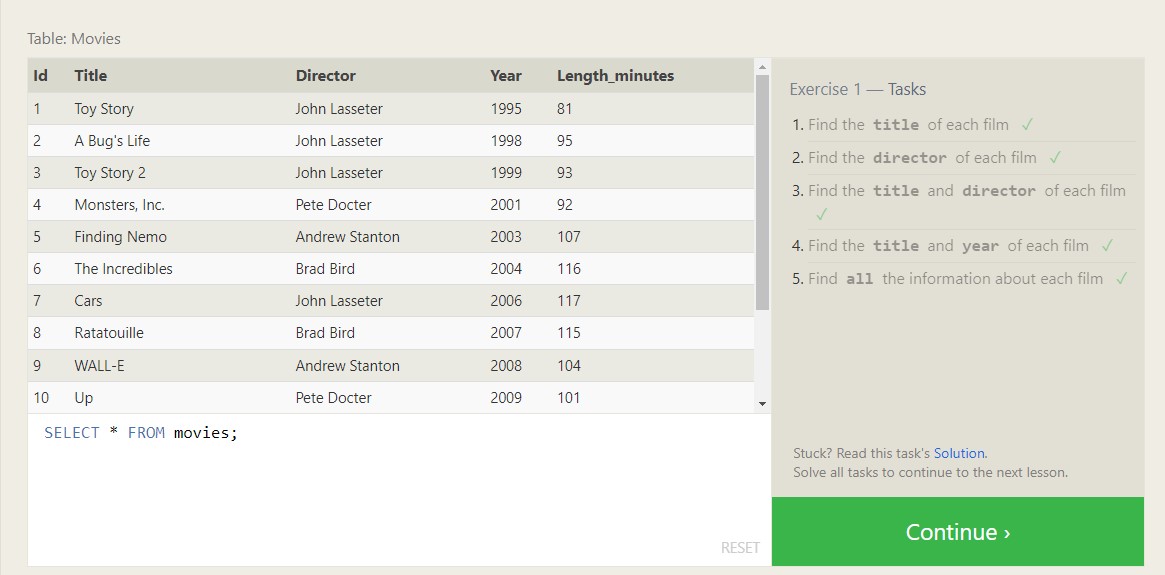 Table: Movies
Id Title Director Year Length_minutes
1 Toy Story John Lasseter 1995 81
2 A Bug's Life John Lasseter 1998 95
3 Toy Story 2 John Lasseter 1999 93
4 Monsters, Inc. Pete Docter 2001 92
5 Finding Nemo Andrew Stanton 2003 107
6 The Incredibles Brad Bird 2004 116
7 Cars John Lasseter 2006 117
8 Ratatouille Brad Bird 2007 115
9 WALL-E Andrew Stanton 2008 104
10 Up Pete Docter 2009 101
SELECT * FROM movies;
RESET
Exercise 1 — Tasks
1. Find the title of each film ✓
2. Find the director of each film ✓
3. Find the title and director of each film
✓
4. Find the title and year of each film ✓
5. Find all the information about each film ✓
Stuck? Read this task's Solution.
Solve all tasks to continue to the next lesson.
Continue ›